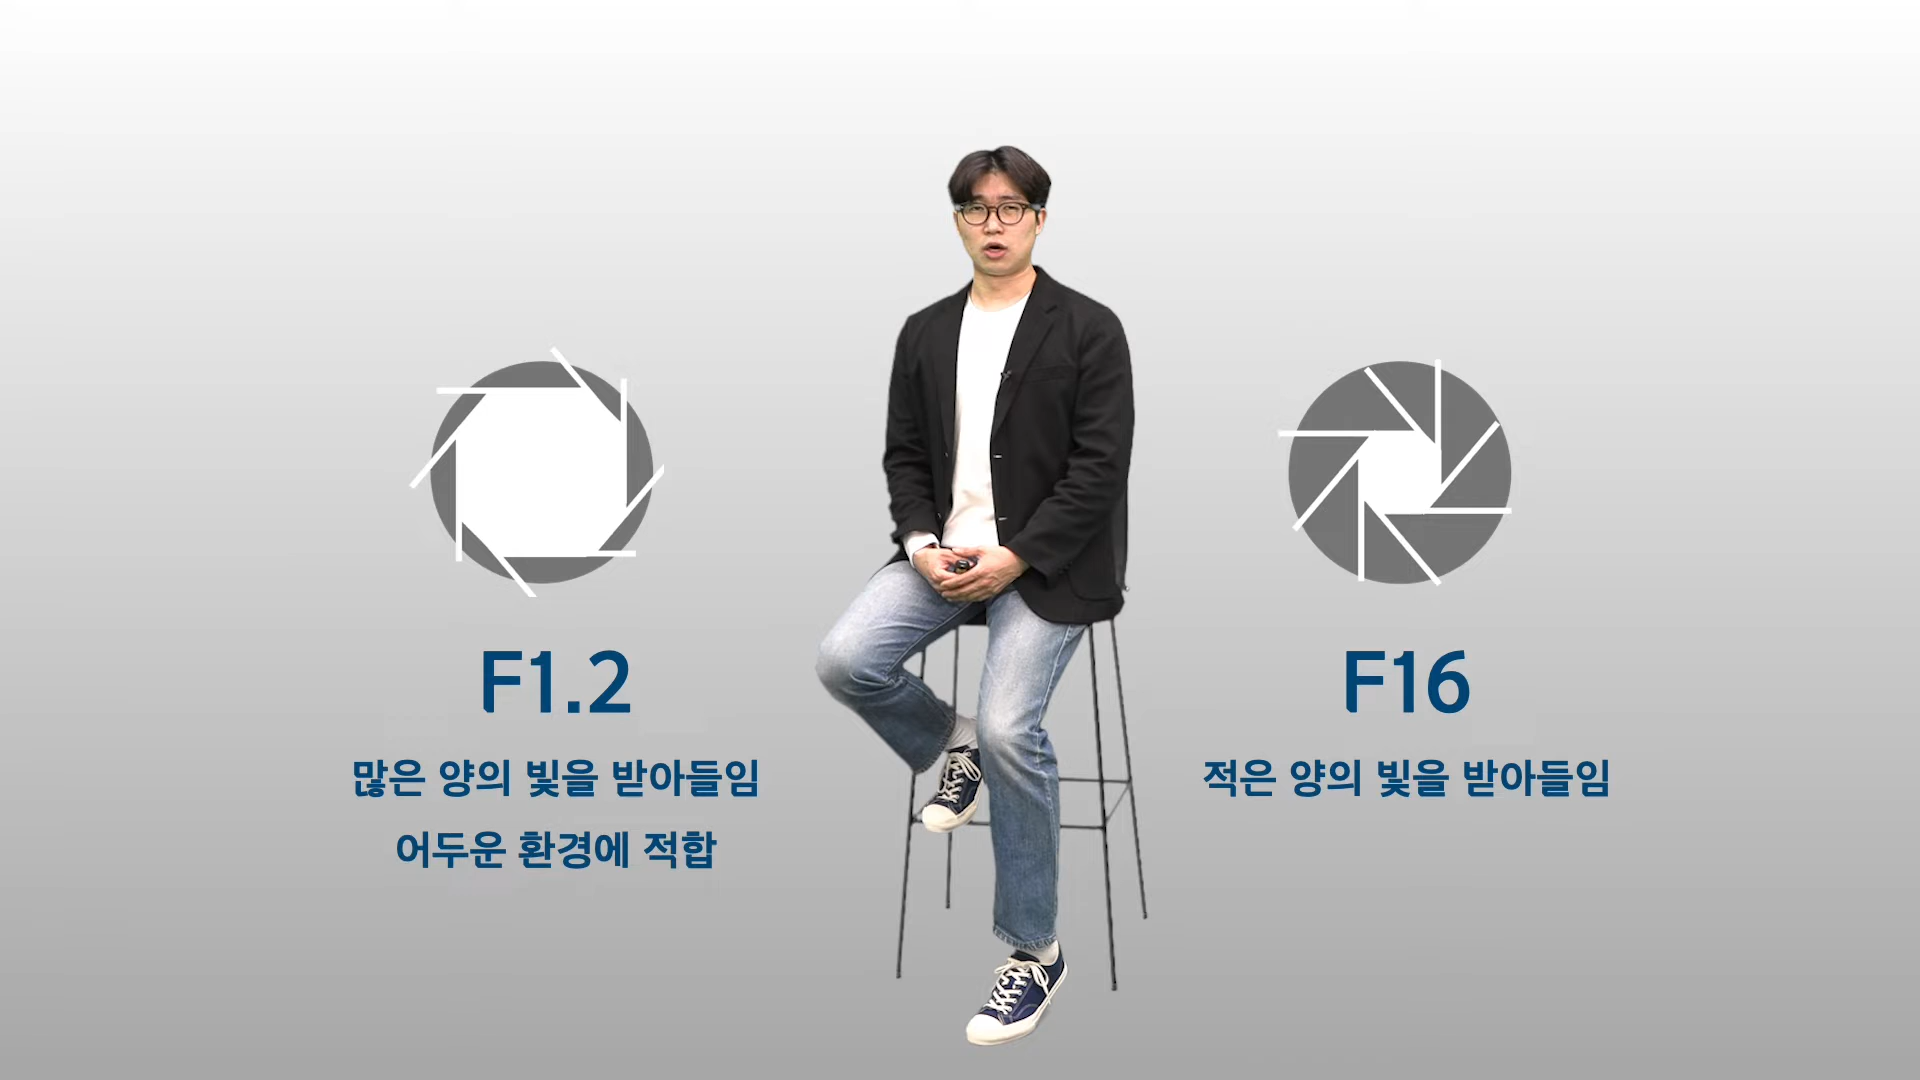 F1.2
많은 양의 빛을 받아들임
어두운 환경에 적합
F16
적은 양의 빛을 받아들임